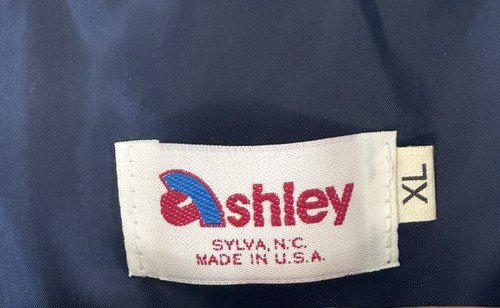 Ashley
SYLVA, N.C.
MADE IN U.S.A.
XL